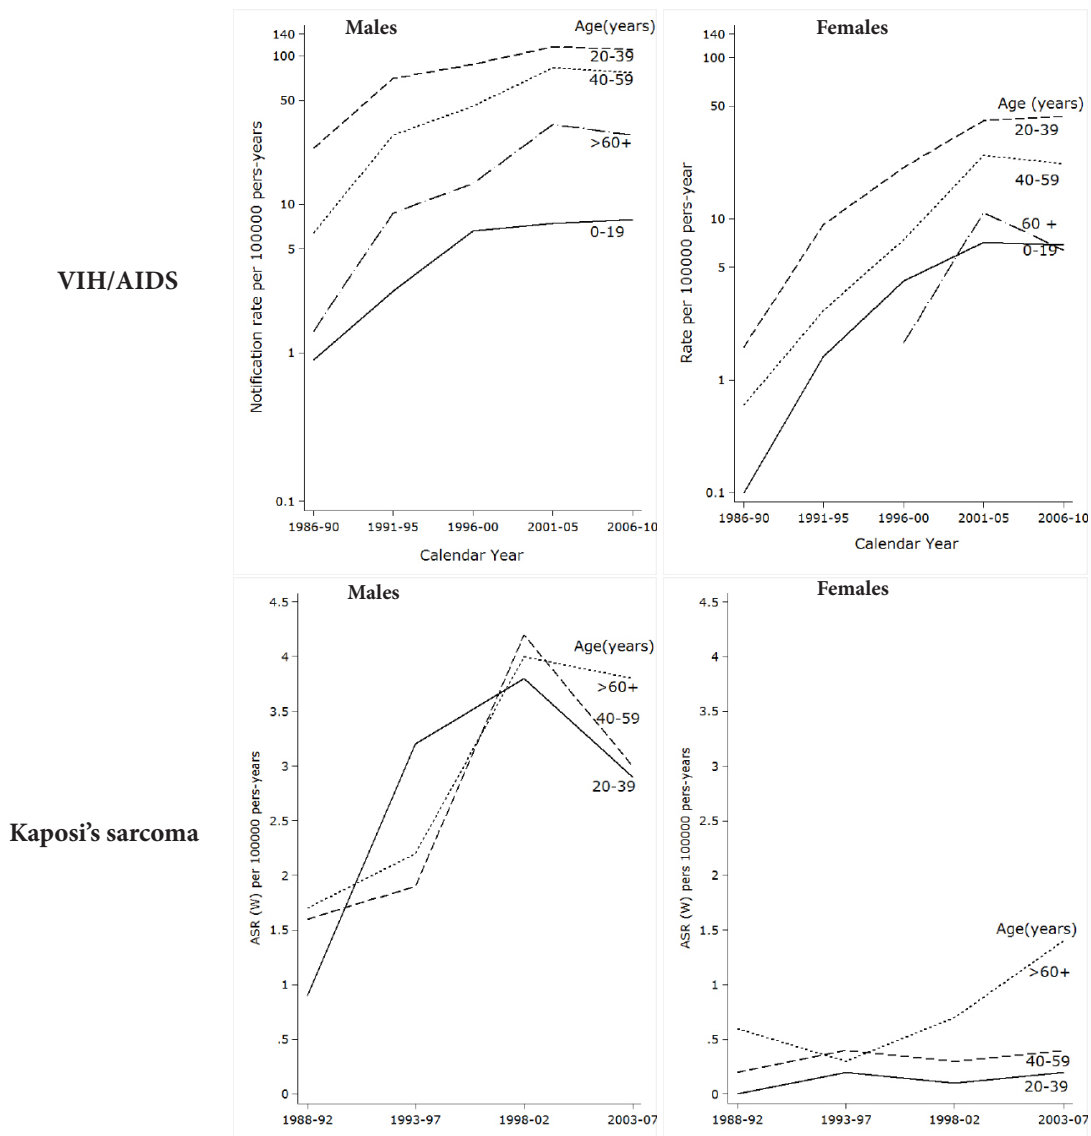 VIH/AIDS
Males
Notification rate per 100000 pers-years
140
100
50
10
5
1
0.1
Age(years)
20-39
40-59
>60+
0-19
1986-90 1991-95 1996-00 2001-05 2006-10
Calendar Year
Females
Rate per 100000 pers-year
140
100
50
10
5
1
0.1
Age (years)
20-39
40-59
60 +
0-19
1986-90 1991-95 1996-00 2001-05 2006-10
Calendar Year
Kaposi's sarcoma
Males
ASR (W) per 100000 pers-years
4.5
4
3.5
3
2.5
2
1.5
1
.5
0
Age(years)
>60+
40-59
20-39
1988-92 1993-97 1998-02 2003-07
Females
ASR (W) pers 100000 pers-years
4.5
4
3.5
3
2.5
2
1.5
1
.5
0
Age(years)
>60+
40-59
20-39
1988-92 1993-97 1998-02 2003-07